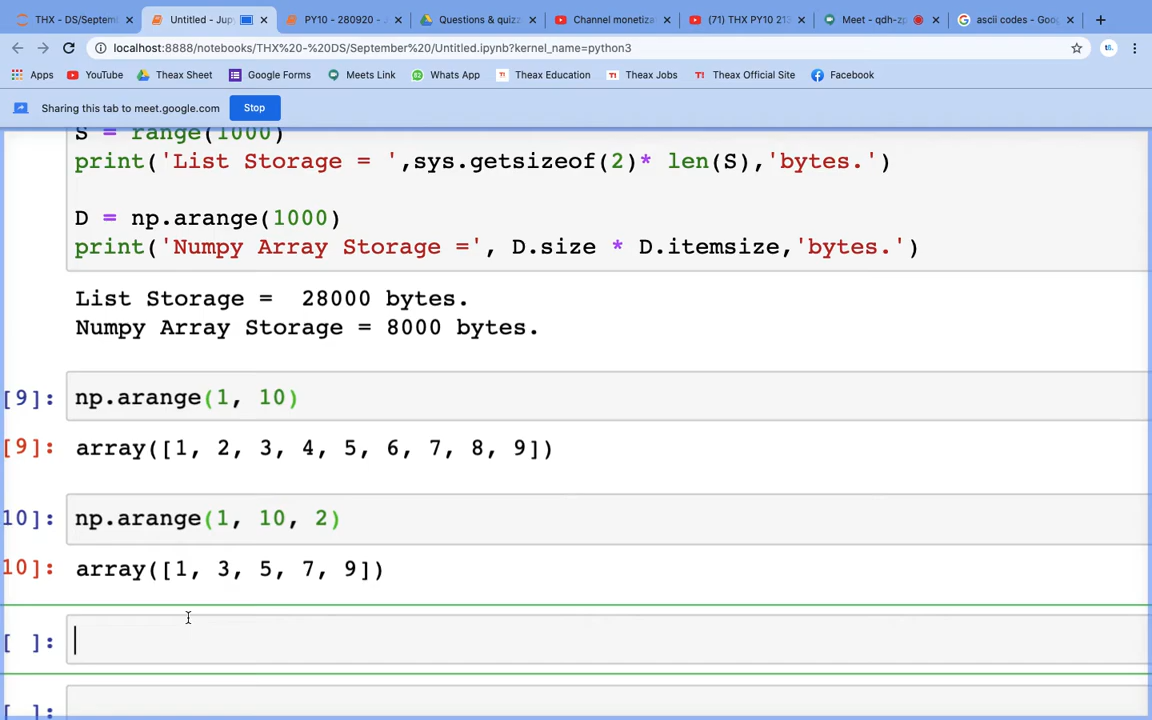 THX - DS/Septem
Untitled - Jup
PY10 - 280920 -
Questions & quizz
Channel monetiza
(71) THX PY10 213
Meet - qdh-zp
ascii codes - Goo
localhost:8888/notebooks/THX%20-%20DS/September%20/Untitled.ipynb?kernel_name=python3
Apps
YouTube
Theax Sheet
Google Forms
Meets Link
Whats App
Theax Education
Theax Jobs
Theax Official Site
Facebook
Sharing this tab to meet.google.com
Stop
S = range(1000)
print('List Storage = ',sys.getsizeof(2)* len(S),'bytes.')
D = np.arange(1000)
print('Numpy Array Storage =', D.size * D.itemsize,'bytes.')
List Storage =  28000 bytes.
Numpy Array Storage = 8000 bytes.
[9]: np.arange(1, 10)
[9]: array([1, 2, 3, 4, 5, 6, 7, 8, 9])
10]: np.arange(1, 10, 2)
10]: array([1, 3, 5, 7, 9])
[ ]:
[ ]: